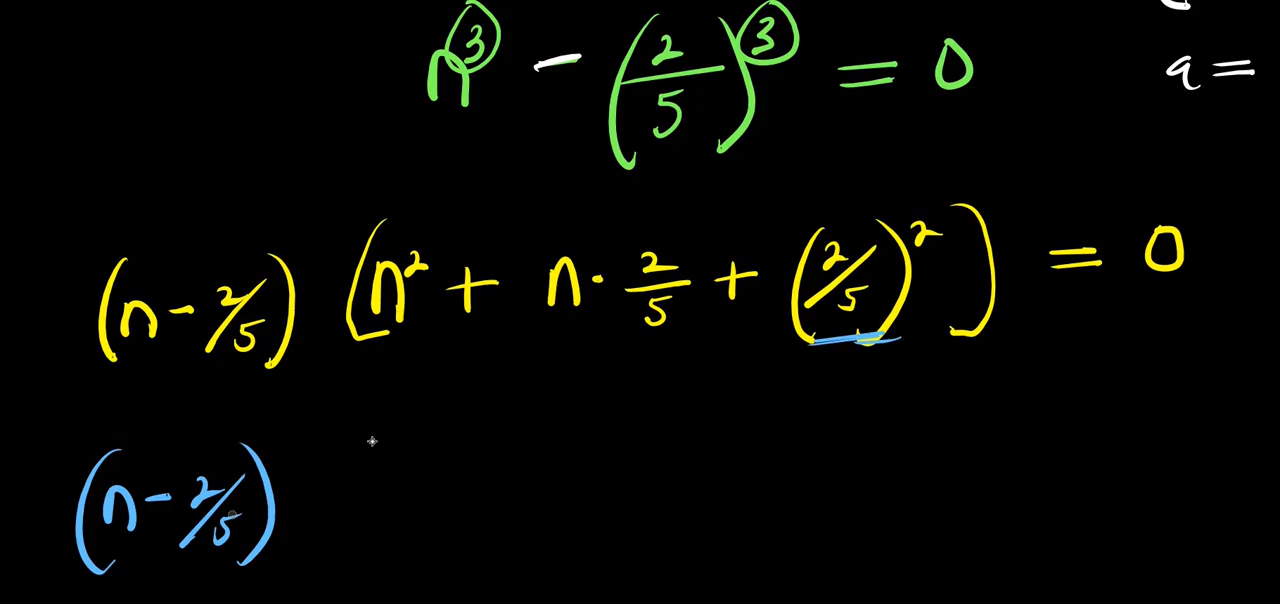 n³ - (2/5)³ = 0
a =
(n - 2/5) [n² + n · 2/5 + (2/5)²] = 0
(n - 2/5)